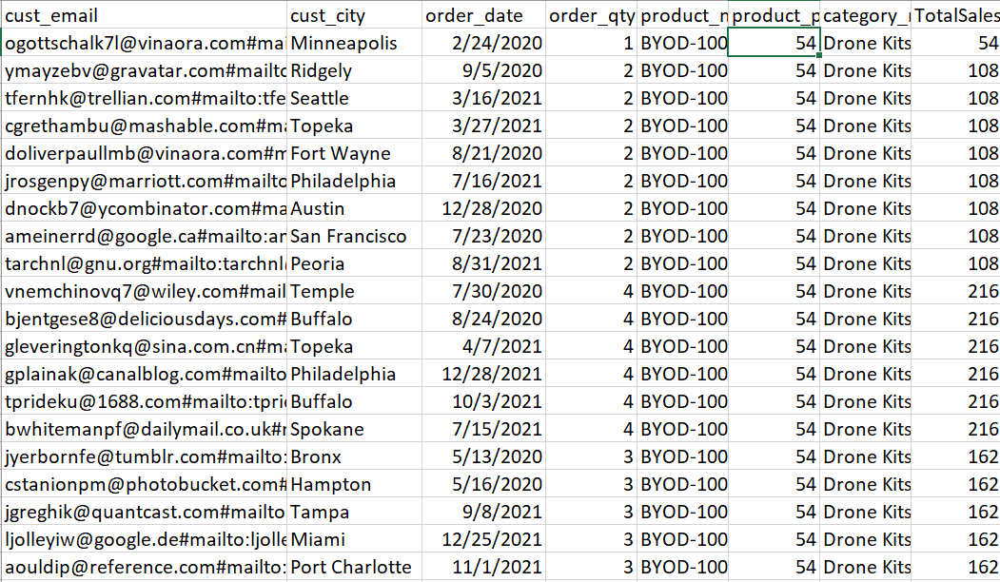 cust_email cust_city order_date order_qty product_n product_p category_ TotalSales
ogottschalk7l@vinaora.com#mai Minneapolis 2/24/2020 1 BYOD-100 54 Drone Kits 54
ymayzebv@gravatar.com#mailto Ridgely 9/5/2020 2 BYOD-100 54 Drone Kits 108
tfernhk@trellian.com#mailto:tfe Seattle 3/16/2021 2 BYOD-100 54 Drone Kits 108
cgrethambu@mashable.com#ma Topeka 3/27/2021 2 BYOD-100 54 Drone Kits 108
doliverpaullmb@vinaora.com#m Fort Wayne 8/21/2020 2 BYOD-100 54 Drone Kits 108
jrosgenpy@marriott.com#mailto Philadelphia 7/16/2021 2 BYOD-100 54 Drone Kits 108
dnockb7@ycombinator.com#ma Austin 12/28/2020 2 BYOD-100 54 Drone Kits 108
ameinerrd@google.ca#mailto:am San Francisco 7/23/2020 2 BYOD-100 54 Drone Kits 108
tarchnl@gnu.org#mailto:tarchnl Peoria 8/31/2021 2 BYOD-100 54 Drone Kits 108
vnemchinovq7@wiley.com#mail Temple 7/30/2020 4 BYOD-100 54 Drone Kits 216
bjentgese8@deliciousdays.com# Buffalo 8/24/2020 4 BYOD-100 54 Drone Kits 216
gleveringtonkq@sina.com.cn#ma Topeka 4/7/2021 4 BYOD-100 54 Drone Kits 216
gplainak@canalblog.com#mailto Philadelphia 12/28/2021 4 BYOD-100 54 Drone Kits 216
tprideku@1688.com#mailto:tpri Buffalo 10/3/2021 4 BYOD-100 54 Drone Kits 216
bwhitemanpf@dailymail.co.uk# Spokane 7/15/2021 4 BYOD-100 54 Drone Kits 216
jyerbornfe@tumblr.com#mailto: Bronx 5/13/2020 3 BYOD-100 54 Drone Kits 162
cstanionpm@photobucket.com# Hampton 5/16/2020 3 BYOD-100 54 Drone Kits 162
jgreghik@quantcast.com#mailto Tampa 9/8/2021 3 BYOD-100 54 Drone Kits 162
ljolleyiw@google.de#mailto:ljolle Miami 12/25/2021 3 BYOD-100 54 Drone Kits 162
aouldip@reference.com#mailto: Port Charlotte 11/1/2021 3 BYOD-100 54 Drone Kits 162